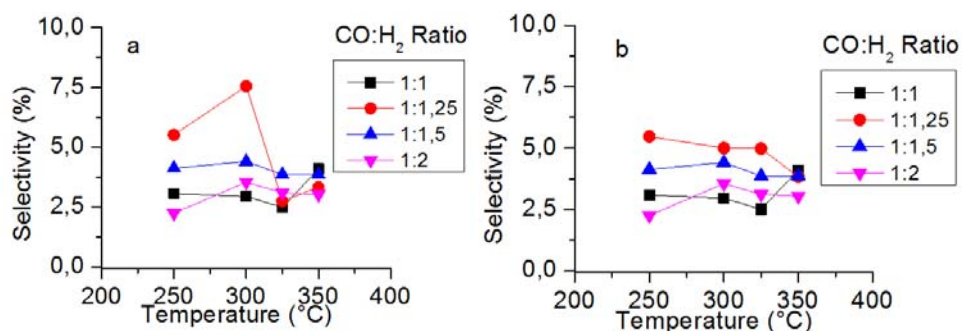 a
CO:H₂ Ratio
1:1
1:1,25
1:1,5
1:2
10,0
7,5
5,0
2,5
0,0
Selectivity (%)
200 250 300 350 400
Temperature (°C)
b
CO:H₂ Ratio
1:1
1:1,25
1:1,5
1:2
10,0
7,5
5,0
2,5
0,0
Selectivity (%)
200 250 300 350 400
Temperature (°C)